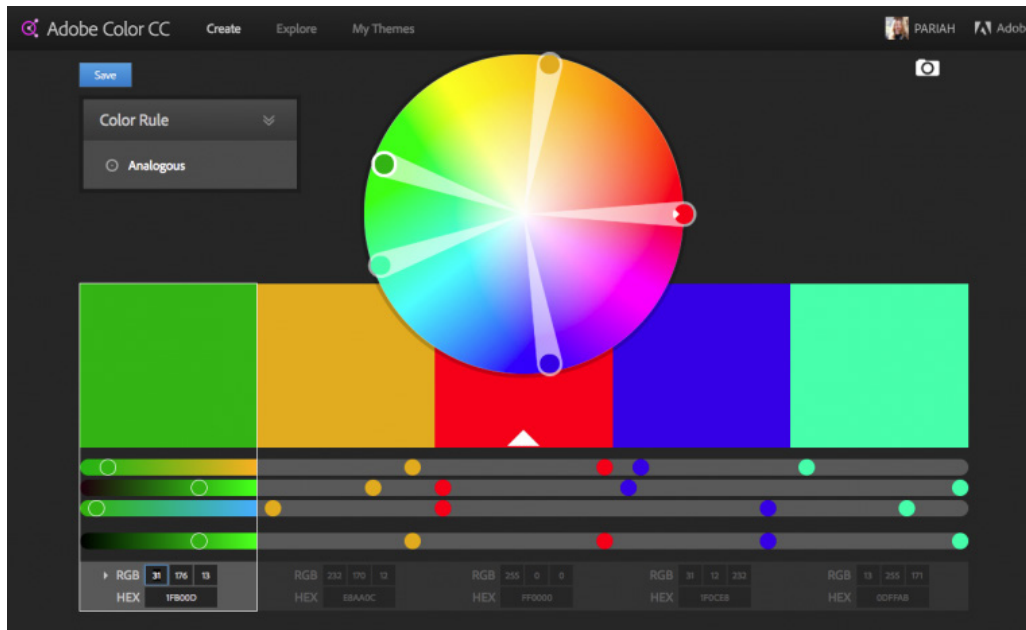 Adobe Color CC Create Explore My Themes PARIAH Adob
Save
Color Rule
Analogous
RGB 31 176 13 RGB 232 170 12 RGB 255 0 0 RGB 31 12 232 RGB 13 255 171
HEX 1FB00D HEX E8AA0C HEX FF0000 HEX 1F0CE8 HEX 0DFFAB